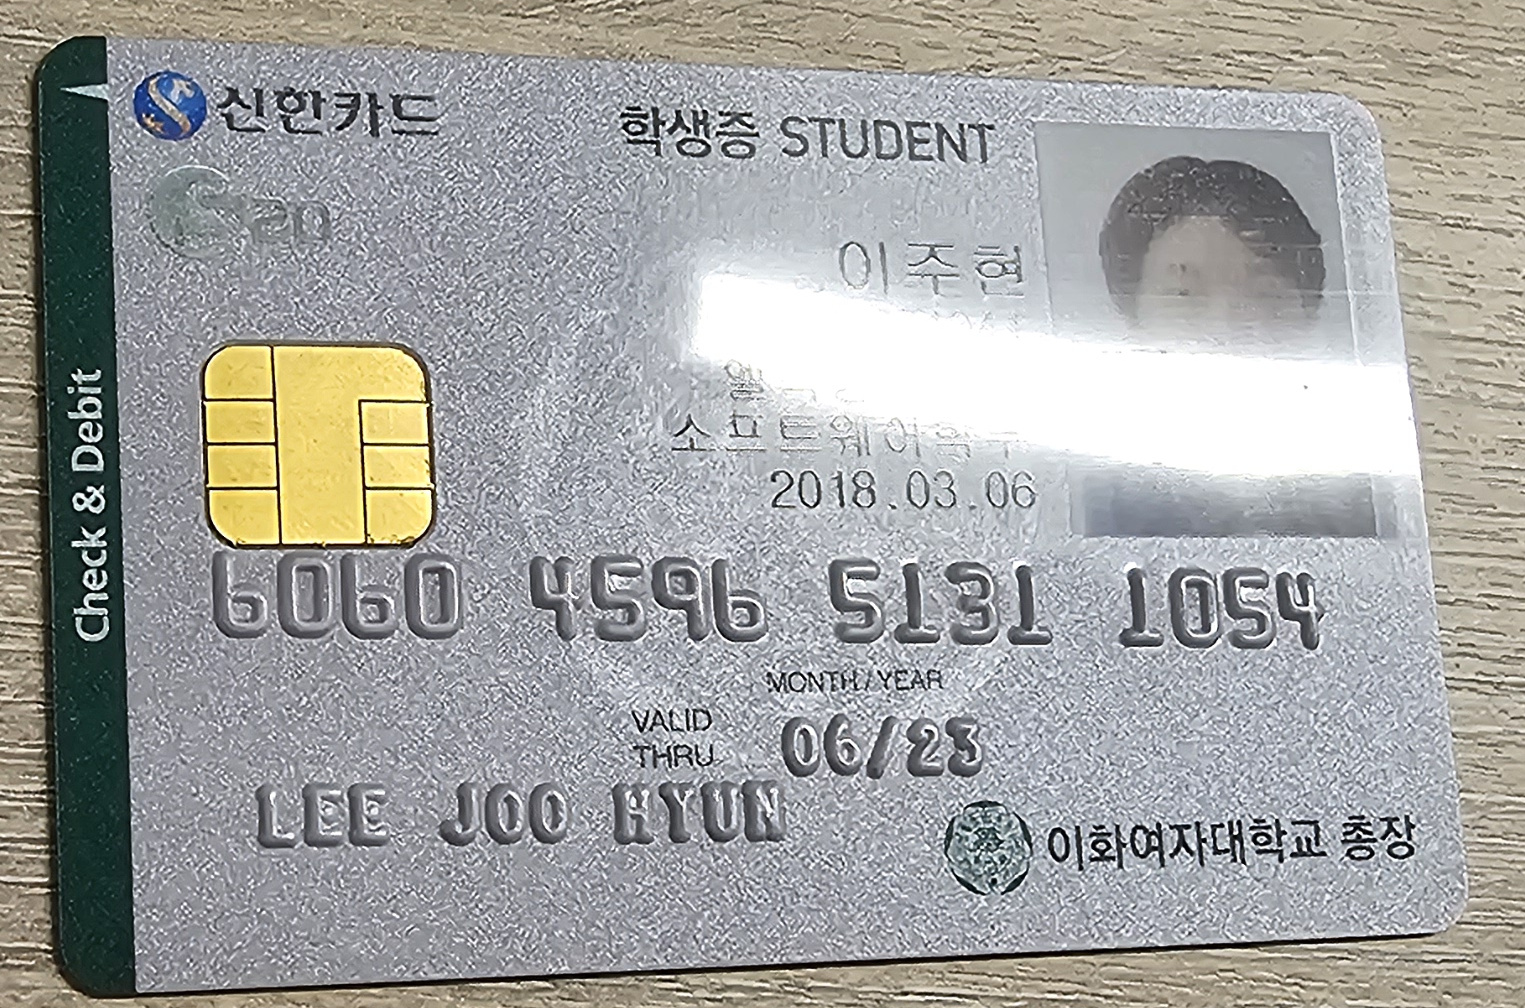 신한카드
학생증 STUDENT
이주현
2018.03.06
Check & Debit
6060 4596 5131 1054
MONTH/YEAR
VALID THRU 06/23
LEE JOO HYUN
이화여자대학교 총장